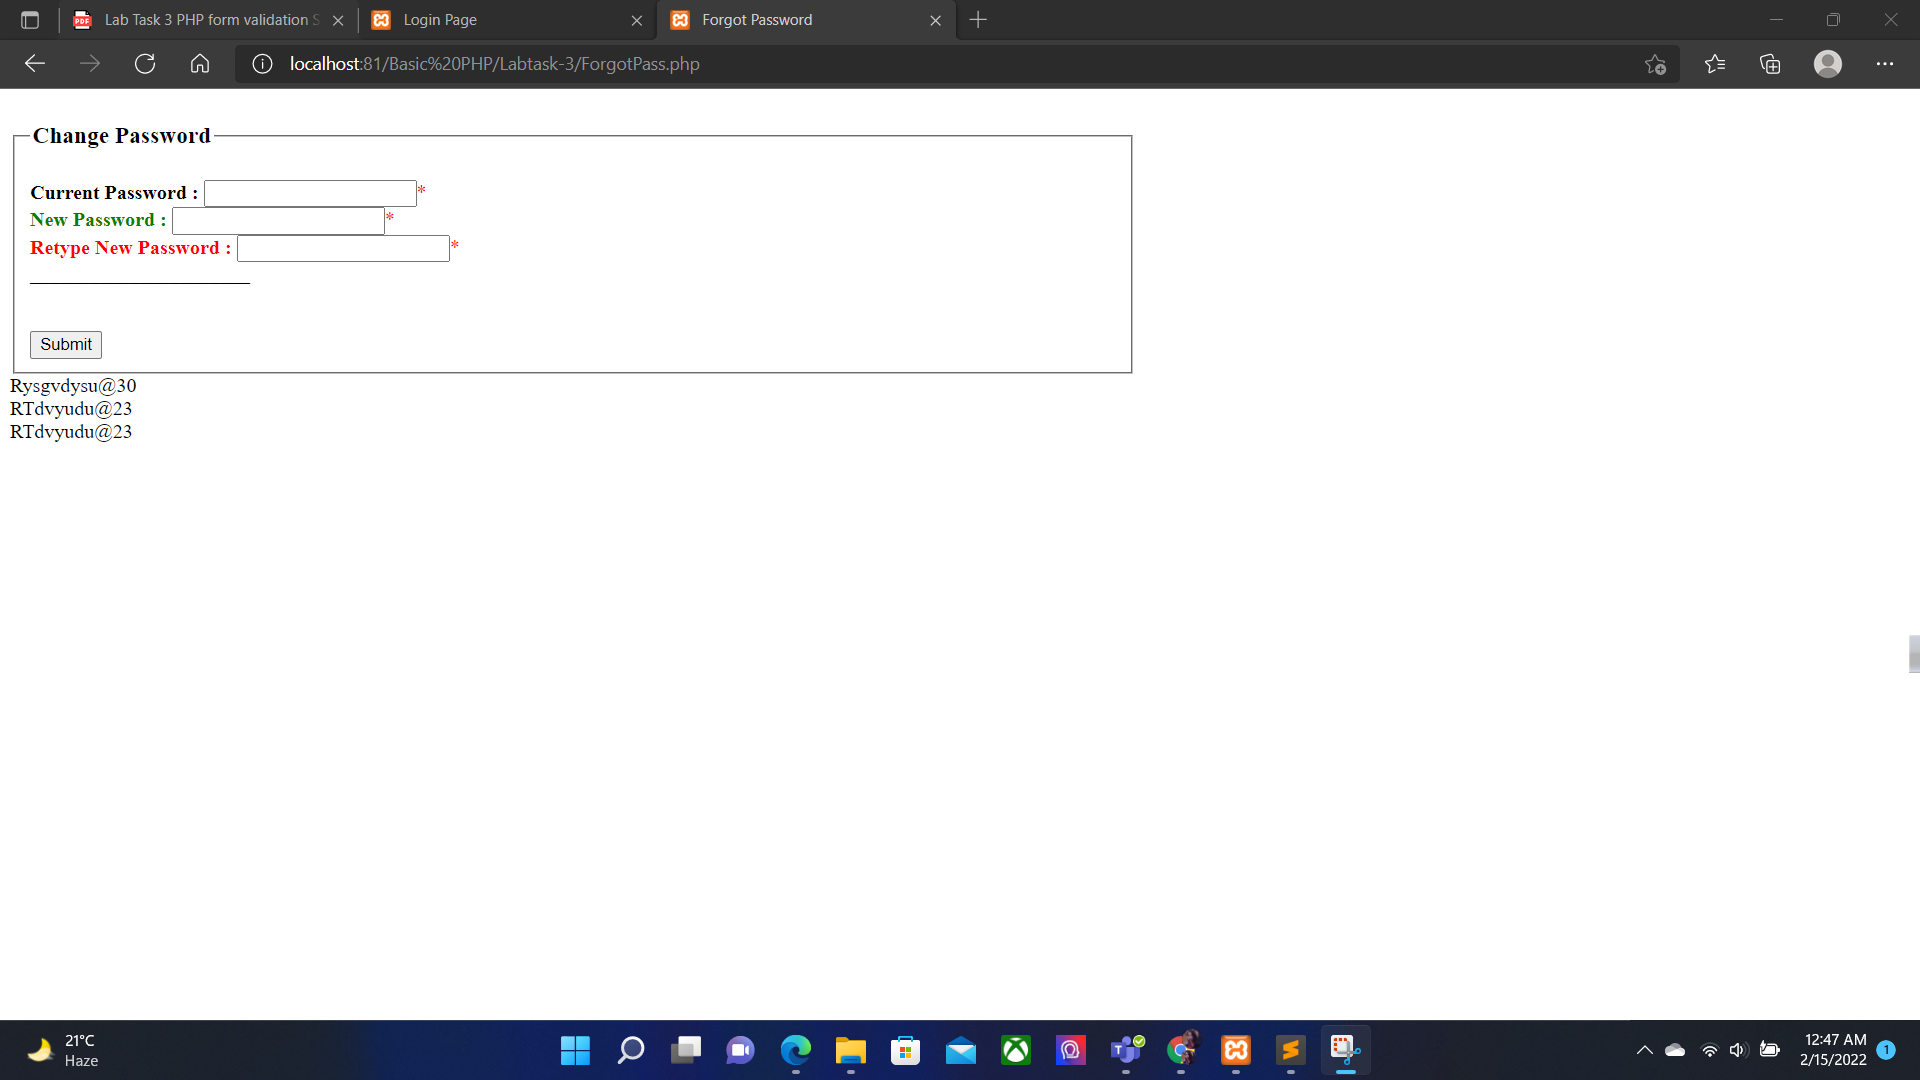 Lab Task 3 PHP form validation S
Login Page
Forgot Password
localhost:81/Basic%20PHP/Labtask-3/ForgotPass.php
Change Password
Current Password : *
New Password : *
Retype New Password : *
Submit
Rysgvdysu@30
RTdvyudu@23
RTdvyudu@23
21°C
Haze
12:47 AM
2/15/2022
1